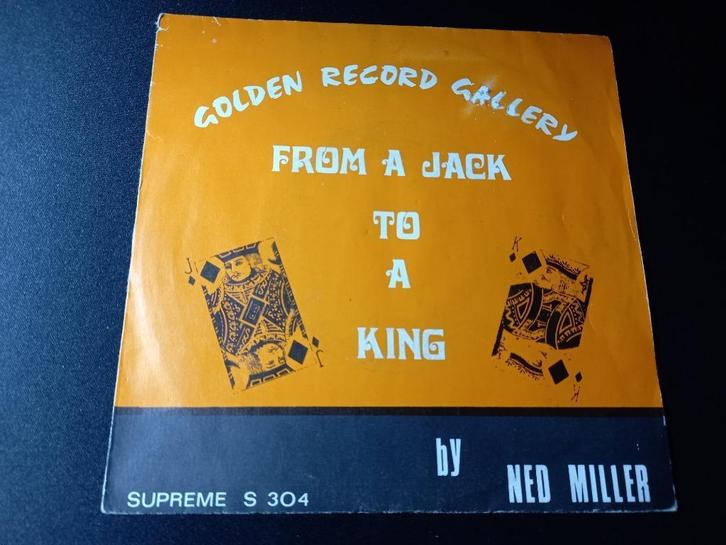 GOLDEN RECORD GALLERY
FROM A JACK
TO
A
KING
J
K
J
K
by NED MILLER
SUPREME S 304